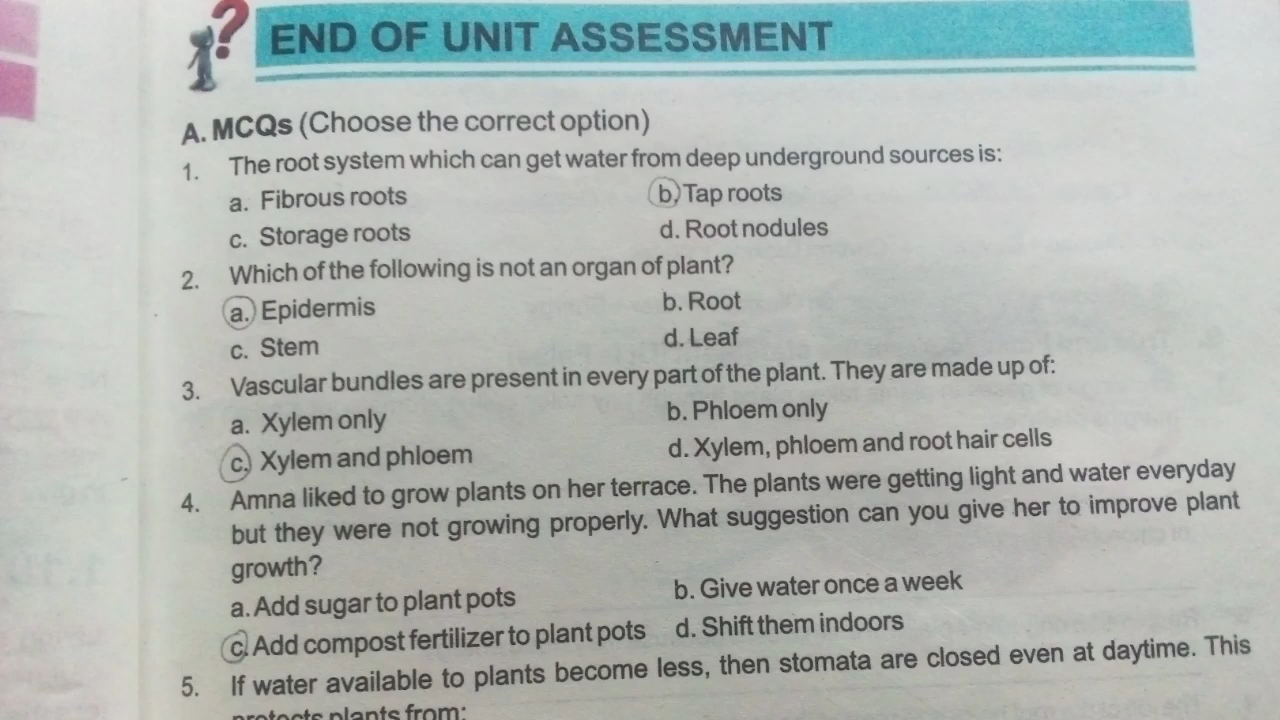 ?
END OF UNIT ASSESSMENT
A. MCQs (Choose the correct option)
1. The root system which can get water from deep underground sources is:
a. Fibrous roots b. Tap roots
c. Storage roots d. Root nodules
2. Which of the following is not an organ of plant?
a. Epidermis b. Root
c. Stem d. Leaf
3. Vascular bundles are present in every part of the plant. They are made up of:
a. Xylem only b. Phloem only
c. Xylem and phloem d. Xylem, phloem and root hair cells
4. Amna liked to grow plants on her terrace. The plants were getting light and water everyday
but they were not growing properly. What suggestion can you give her to improve plant
growth?
a. Add sugar to plant pots b. Give water once a week
c. Add compost fertilizer to plant pots d. Shift them indoors
5. If water available to plants become less, then stomata are closed even at daytime. This
protects plants from: